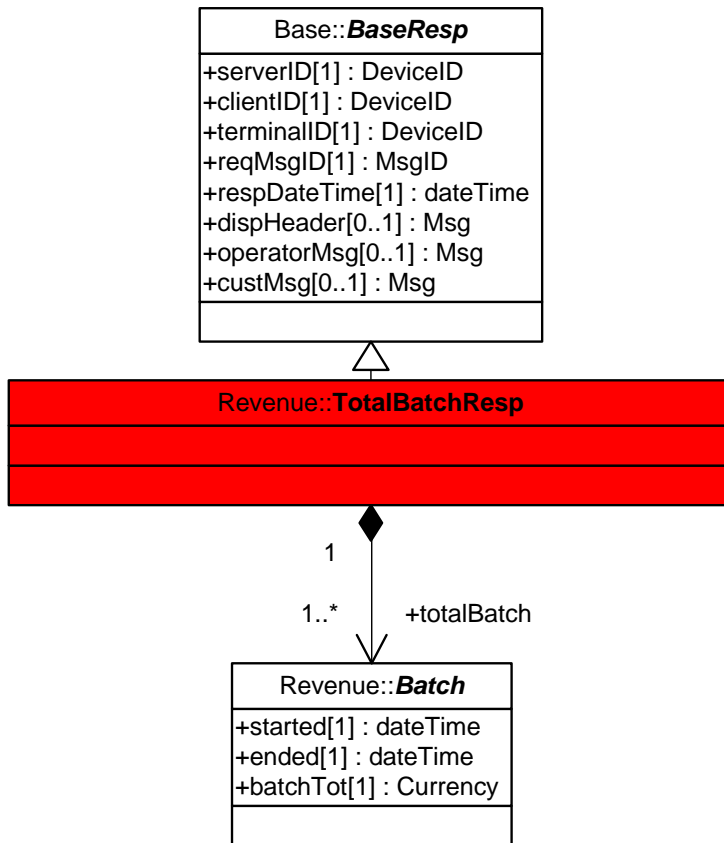 Base::BaseResp
+serverID[1] : DeviceID
+clientID[1] : DeviceID
+terminalID[1] : DeviceID
+reqMsgID[1] : MsgID
+respDateTime[1] : dateTime
+dispHeader[0..1] : Msg
+operatorMsg[0..1] : Msg
+custMsg[0..1] : Msg
Revenue::TotalBatchResp
1
1..* +totalBatch
Revenue::Batch
+started[1] : dateTime
+ended[1] : dateTime
+batchTot[1] : Currency